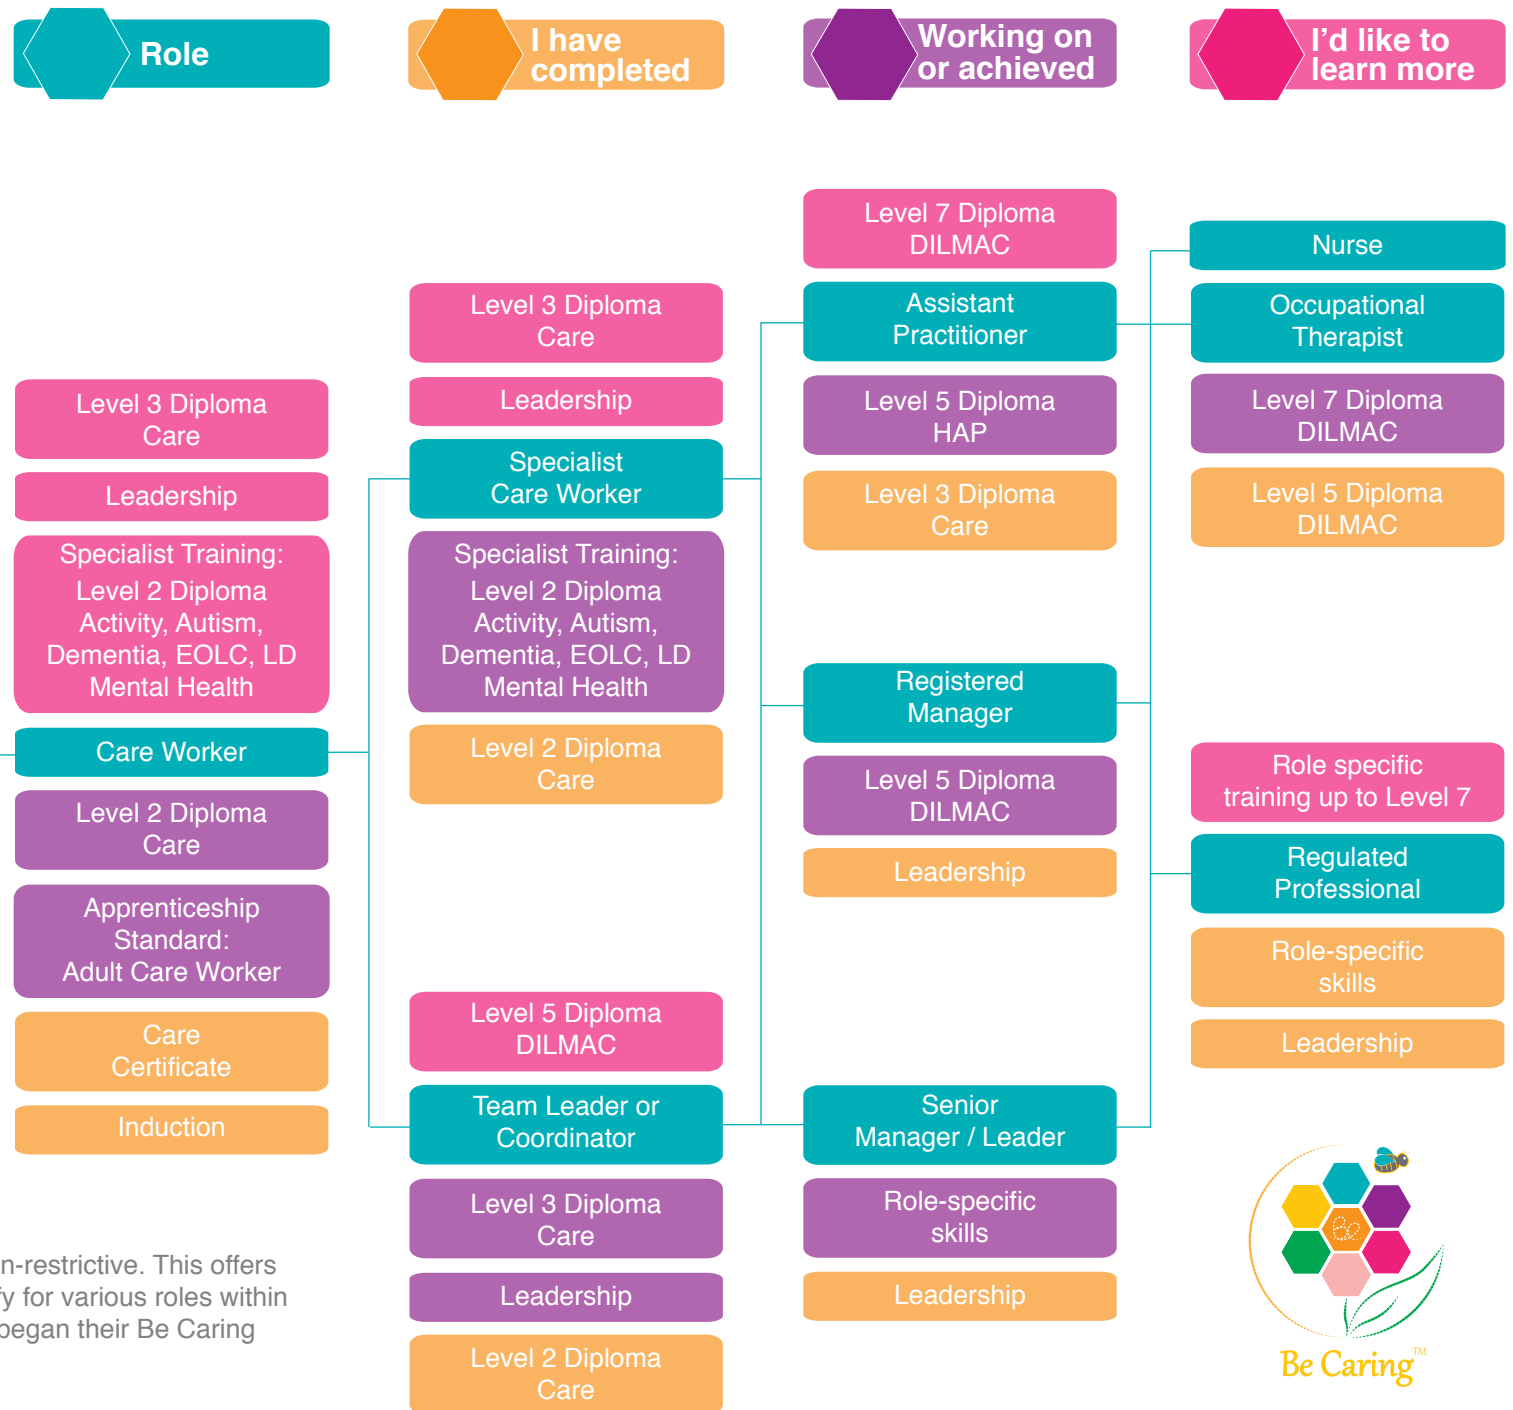 Role
I have
completed
Working on
or achieved
I'd like to
learn more
Level 3 Diploma
Care
Leadership
Specialist Training:
Level 2 Diploma
Activity, Autism,
Dementia, EOLC, LD
Mental Health
Care Worker
Level 2 Diploma
Care
Apprenticeship
Standard:
Adult Care Worker
Care
Certificate
Induction
n-restrictive. This offers
fy for various roles within
began their Be Caring
Level 3 Diploma
Care
Leadership
Specialist
Care Worker
Specialist Training:
Level 2 Diploma
Activity, Autism,
Dementia, EOLC, LD
Mental Health
Level 2 Diploma
Care
Level 5 Diploma
DILMAC
Team Leader or
Coordinator
Level 3 Diploma
Care
Leadership
Level 2 Diploma
Care
Level 7 Diploma
DILMAC
Assistant
Practitioner
Level 5 Diploma
HAP
Level 3 Diploma
Care
Registered
Manager
Level 5 Diploma
DILMAC
Leadership
Senior
Manager / Leader
Role-specific
skills
Leadership
Nurse
Occupational
Therapist
Level 7 Diploma
DILMAC
Level 5 Diploma
DILMAC
Role specific
training up to Level 7
Regulated
Professional
Role-specific
skills
Leadership
Be Caring™